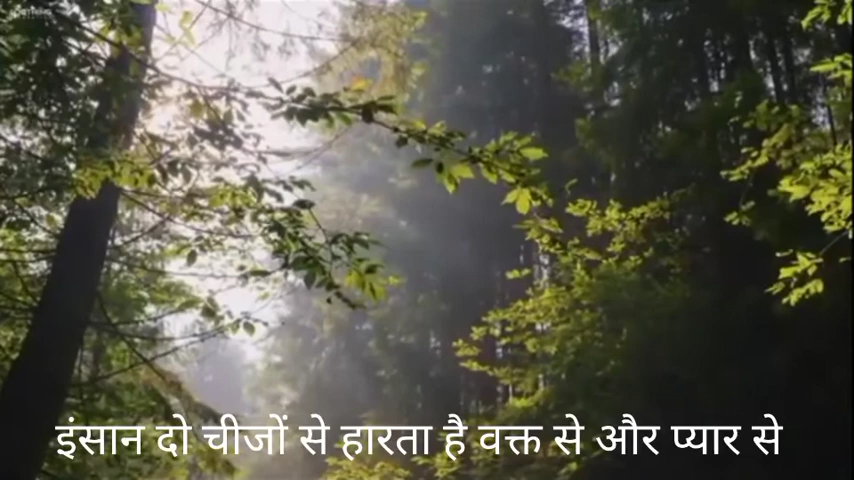 इंसान दो चीजों से हारता है वक्त से और प्यार से